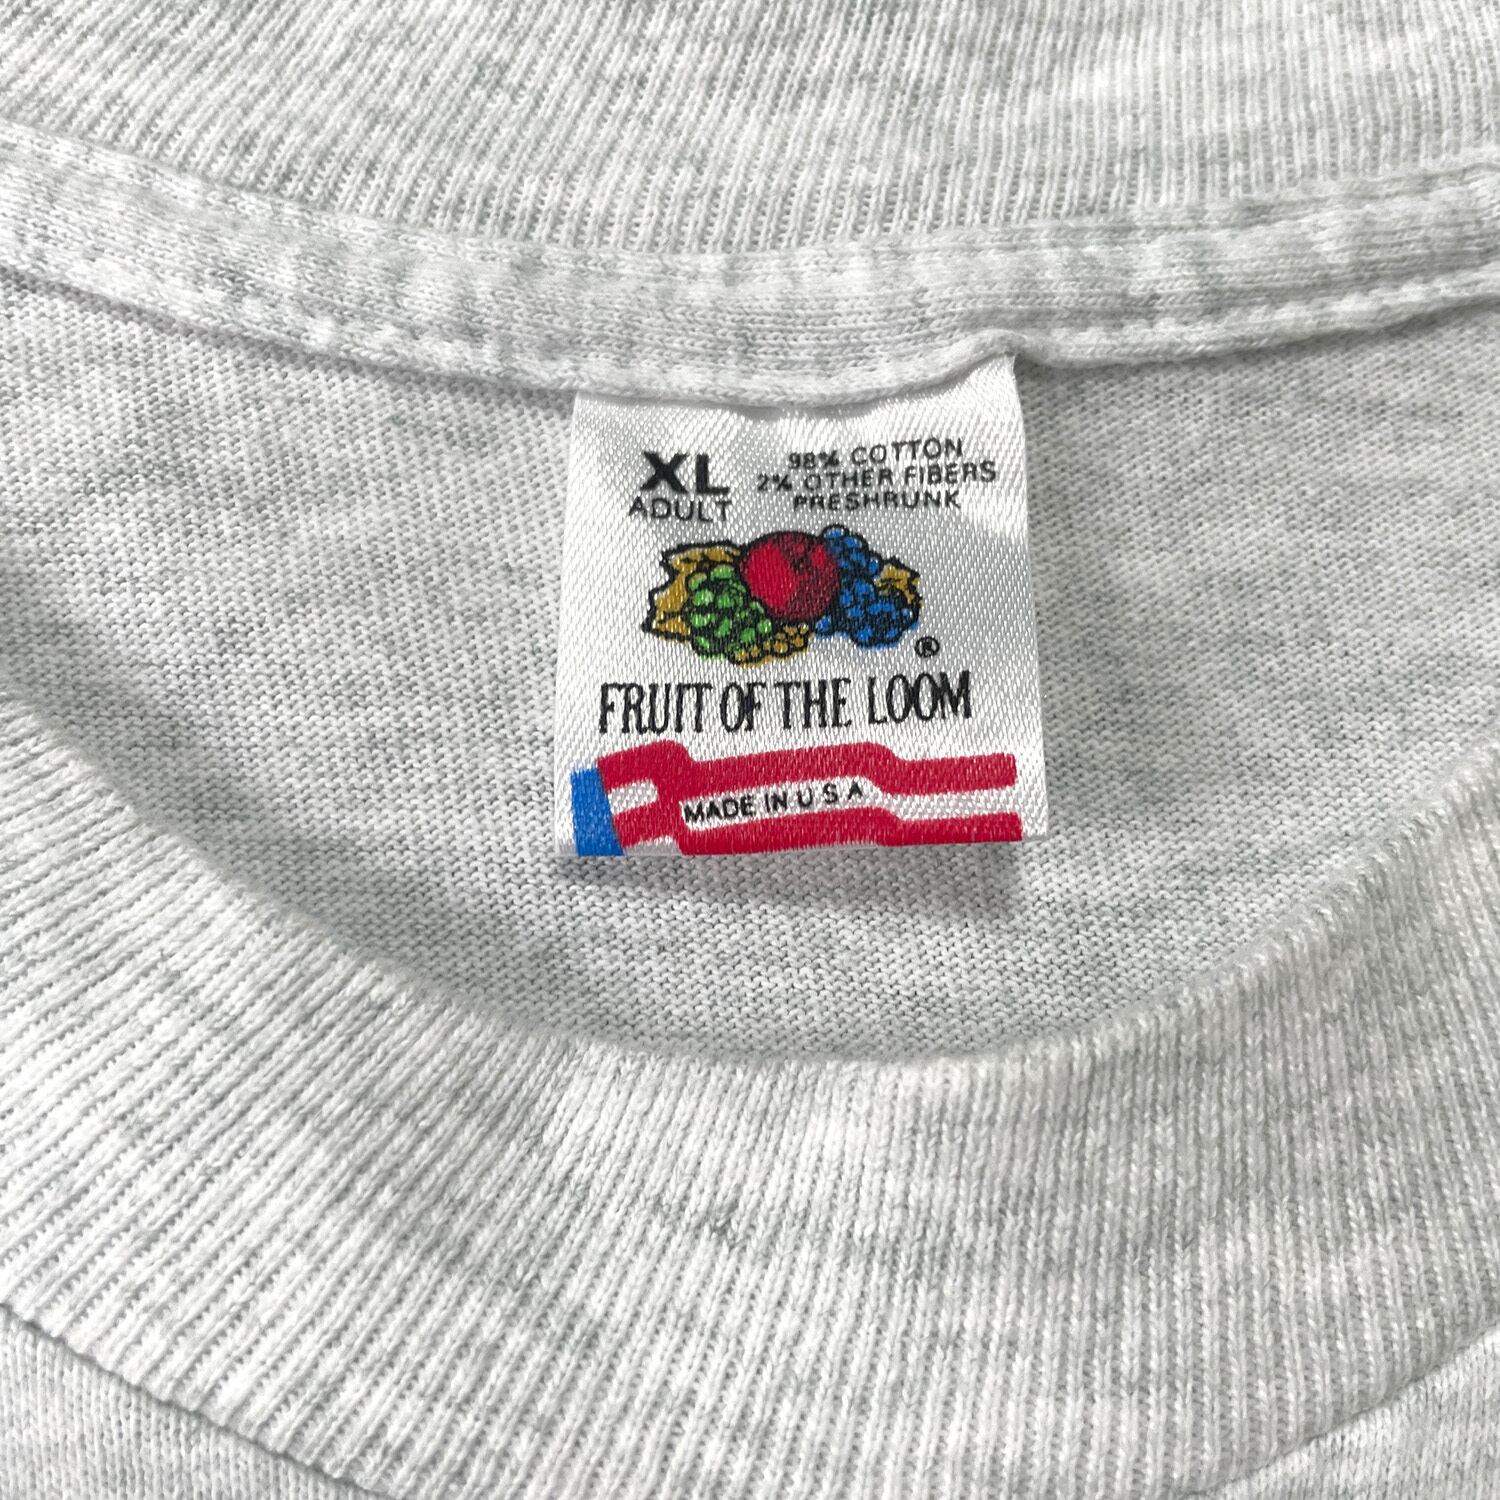 XL
ADULT
98% COTTON
2% OTHER FIBERS
PRESHRUNK
®
FRUIT OF THE LOOM
MADE IN U S A